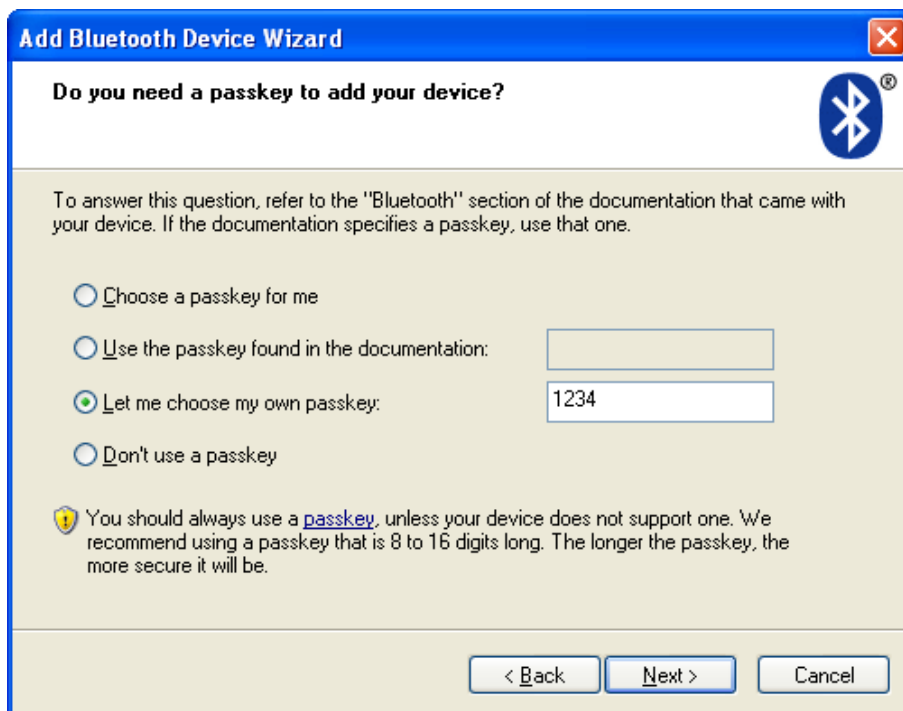 Add Bluetooth Device Wizard
Do you need a passkey to add your device?
®
To answer this question, refer to the "Bluetooth" section of the documentation that came with
your device. If the documentation specifies a passkey, use that one.
Choose a passkey for me
Use the passkey found in the documentation:
Let me choose my own passkey:
1234
Don't use a passkey
You should always use a passkey, unless your device does not support one. We
recommend using a passkey that is 8 to 16 digits long. The longer the passkey, the
more secure it will be.
< Back
Next >
Cancel